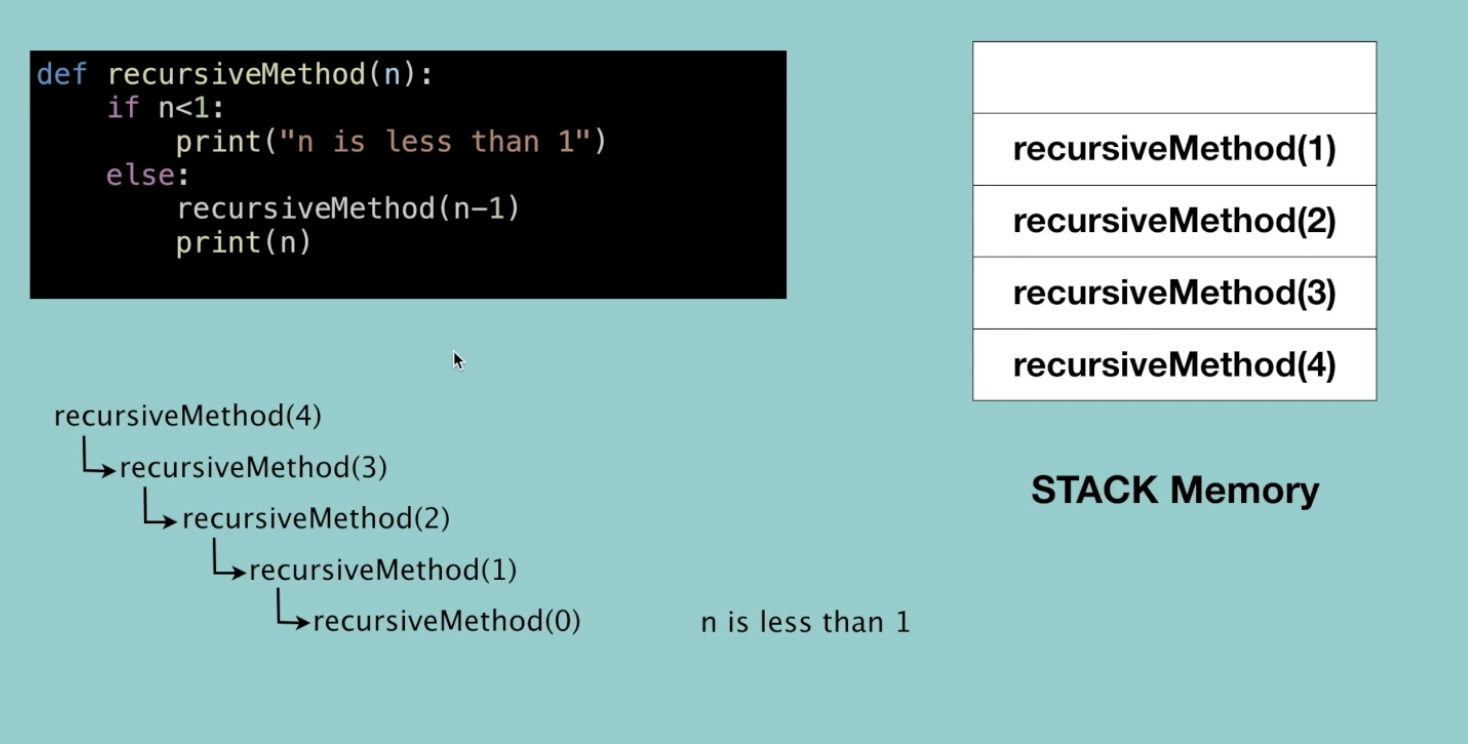 def recursiveMethod(n):
    if n<1:
        print("n is less than 1")
    else:
        recursiveMethod(n-1)
        print(n)
recursiveMethod(4)
recursiveMethod(3)
recursiveMethod(2)
recursiveMethod(1)
recursiveMethod(0)
n is less than 1
recursiveMethod(1)
recursiveMethod(2)
recursiveMethod(3)
recursiveMethod(4)
STACK Memory